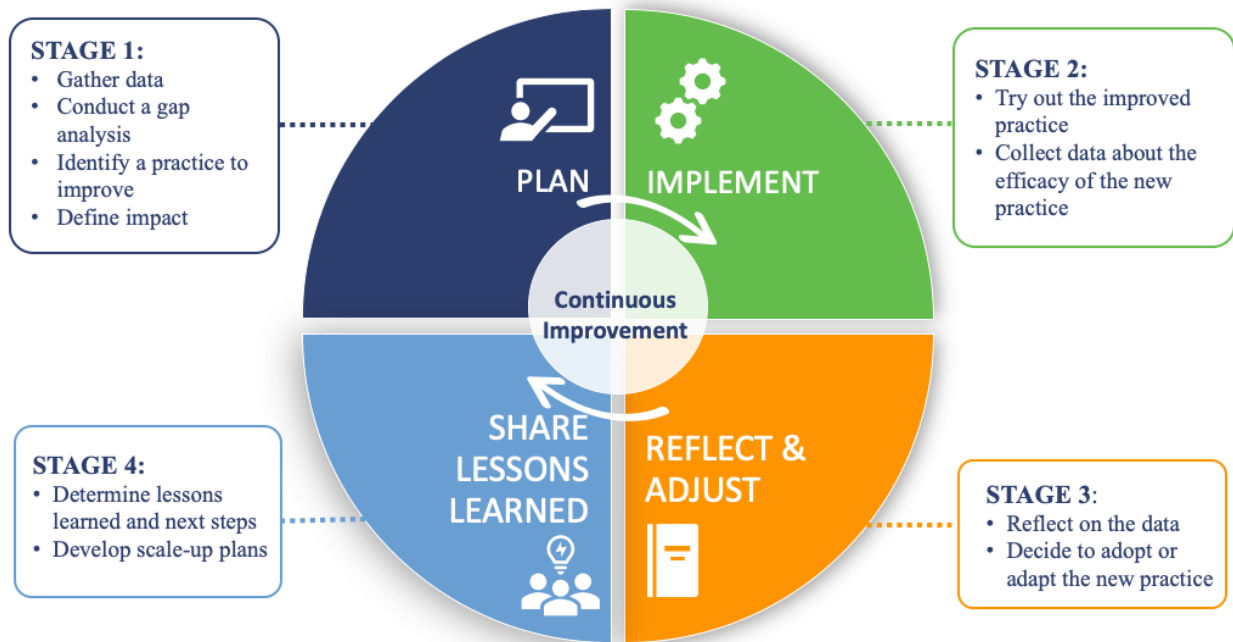 STAGE 1:
• Gather data
• Conduct a gap
analysis
• Identify a practice to
improve
• Define impact
PLAN
IMPLEMENT
STAGE 2:
• Try out the improved
practice
• Collect data about the
efficacy of the new
practice
Continuous
Improvement
STAGE 4:
• Determine lessons
learned and next steps
• Develop scale-up plans
SHARE
LESSONS
LEARNED
REFLECT &
ADJUST
STAGE 3:
• Reflect on the data
• Decide to adopt or
adapt the new practice